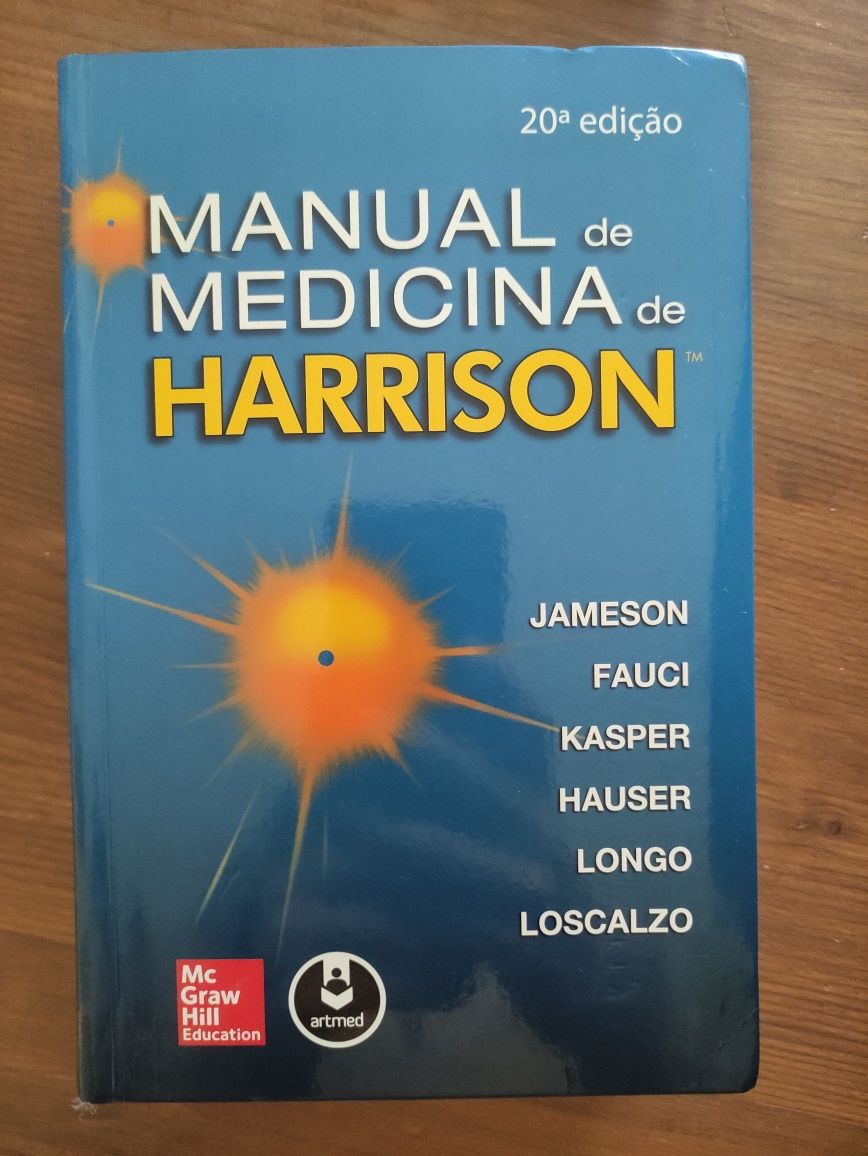 20ª edição
MANUAL de
MEDICINA de
HARRISON™
JAMESON
FAUCI
KASPER
HAUSER
LONGO
LOSCALZO
Mc
Graw
Hill
Education
artmed